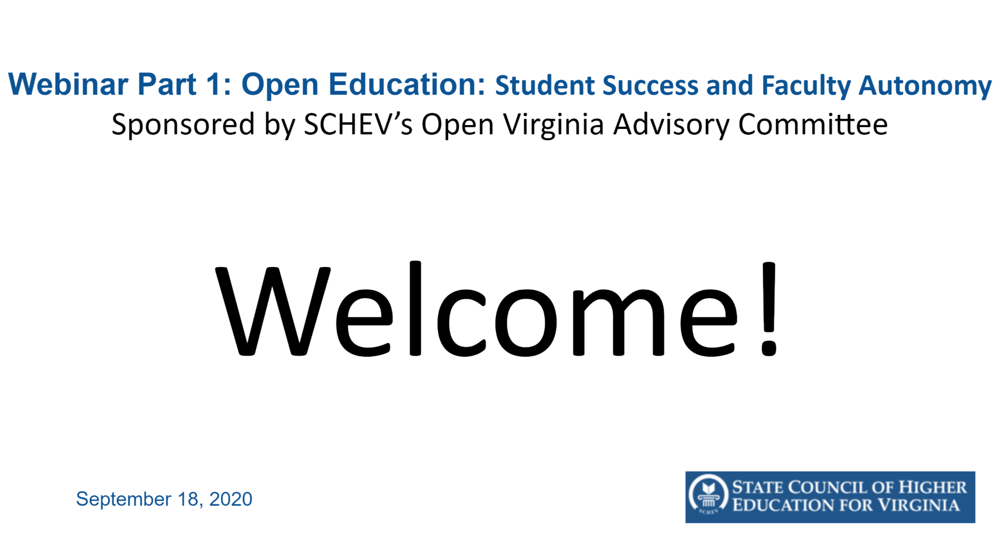 Webinar Part 1: Open Education: Student Success and Faculty Autonomy
Sponsored by SCHEV’s Open Virginia Advisory Committee
Welcome!
September 18, 2020
STATE COUNCIL OF HIGHER
EDUCATION FOR VIRGINIA
SCHEV